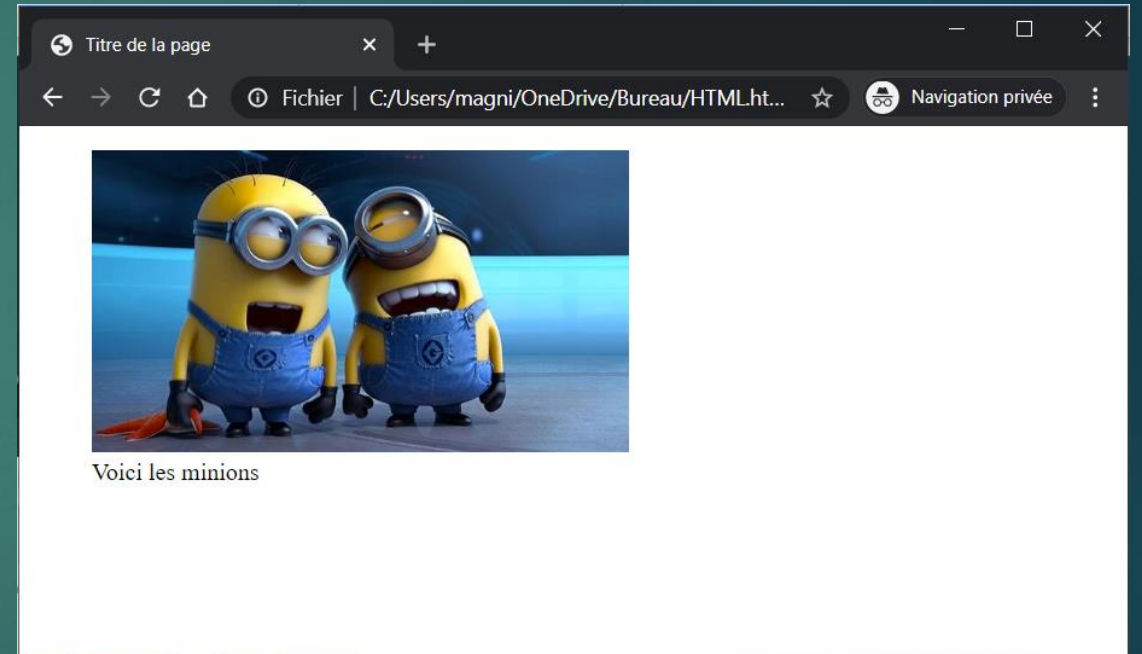 Titre de la page
Fichier | C:/Users/magni/OneDrive/Bureau/HTML.ht... Navigation privée
Voici les minions